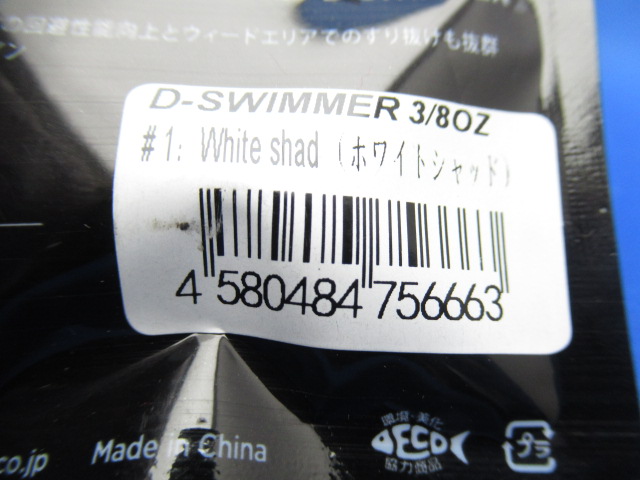 の回避性能向上とウィードエリアでのすり抜けも抜群
ン
D-SWIMMER 3/8OZ
#1: White shad (ホワイトシャッド)
4 580484 756663
co.jp
Made in China
環境・美化
ECO
協力商品
プラ